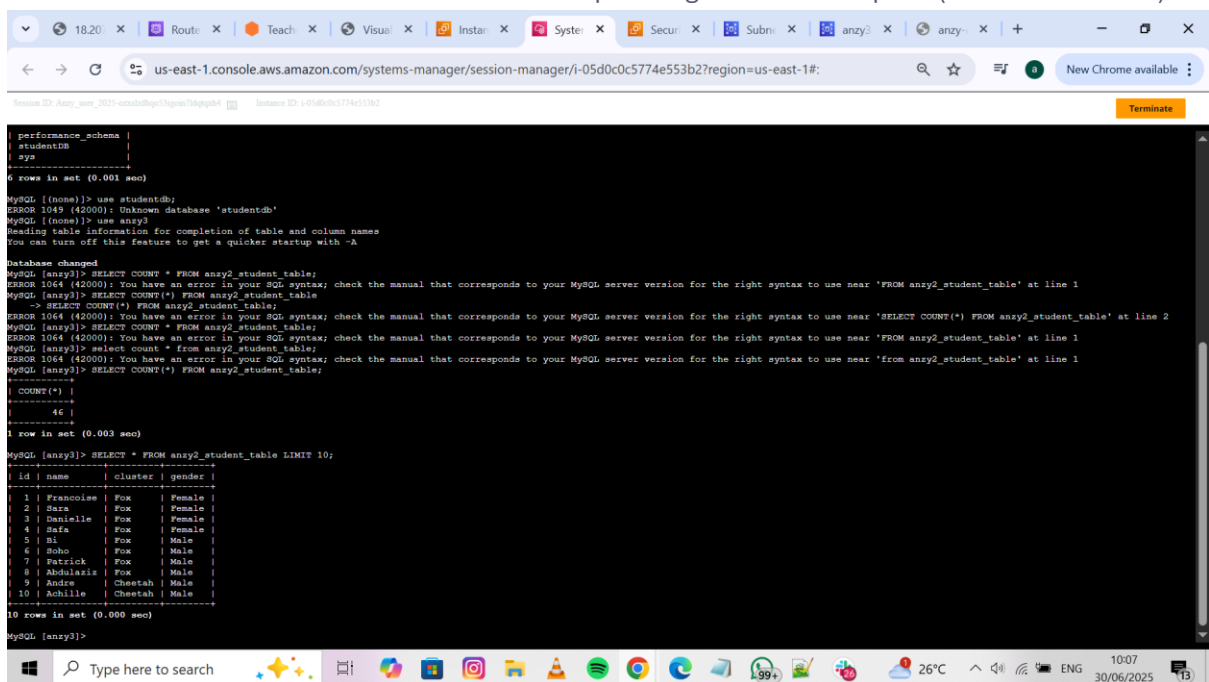 18.20
Route
Teach
Visual
Instan
System
Securi
Subne
anzy3
anzy-
us-east-1.console.aws.amazon.com/systems-manager/session-manager/i-05d0c0c5774e553b2?region=us-east-1#:
a
New Chrome available
Instance ID: i-05d0c0c5774e553b2
Terminate
| performance_schema |
| studentDB          |
| sys                |
+--------------------+
6 rows in set (0.001 sec)
MySQL [(none)]> use studentdb;
ERROR 1049 (42000): Unknown database 'studentdb'
MySQL [(none)]> use anzy3
Reading table information for completion of table and column names
You can turn off this feature to get a quicker startup with -A
Database changed
MySQL [anzy3]> SELECT COUNT * FROM anzy2_student_table;
ERROR 1064 (42000): You have an error in your SQL syntax; check the manual that corresponds to your MySQL server version for the right syntax to use near 'FROM anzy2_student_table' at line 1
MySQL [anzy3]> SELECT COUNT(*) FROM anzy2_student_table
    -> SELECT COUNT(*) FROM anzy2_student_table;
ERROR 1064 (42000): You have an error in your SQL syntax; check the manual that corresponds to your MySQL server version for the right syntax to use near 'SELECT COUNT(*) FROM anzy2_student_table' at line 2
MySQL [anzy3]> SELECT COUNT * FROM anzy2_student_table;
ERROR 1064 (42000): You have an error in your SQL syntax; check the manual that corresponds to your MySQL server version for the right syntax to use near 'FROM anzy2_student_table' at line 1
MySQL [anzy3]> select count * from anzy2_student_table;
ERROR 1064 (42000): You have an error in your SQL syntax; check the manual that corresponds to your MySQL server version for the right syntax to use near 'from anzy2_student_table' at line 1
MySQL [anzy3]> SELECT COUNT(*) FROM anzy2_student_table;
+----------+
| COUNT(*) |
+----------+
|       46 |
+----------+
1 row in set (0.003 sec)
MySQL [anzy3]> SELECT * FROM anzy2_student_table LIMIT 10;
+----+-----------+---------+--------+
| id | name      | cluster | gender |
+----+-----------+---------+--------+
|  1 | Francoise | Fox     | Female |
|  2 | Sara      | Fox     | Female |
|  3 | Danielle  | Fox     | Female |
|  4 | Safa      | Fox     | Female |
|  5 | Bi        | Fox     | Male   |
|  6 | Soho      | Fox     | Male   |
|  7 | Patrick   | Fox     | Male   |
|  8 | Abdulaziz | Fox     | Male   |
|  9 | Andre     | Cheetah | Male   |
| 10 | Achille   | Cheetah | Male   |
+----+-----------+---------+--------+
10 rows in set (0.000 sec)
MySQL [anzy3]>
Type here to search
99+
26°C
ENG
10:07
30/06/2025
13